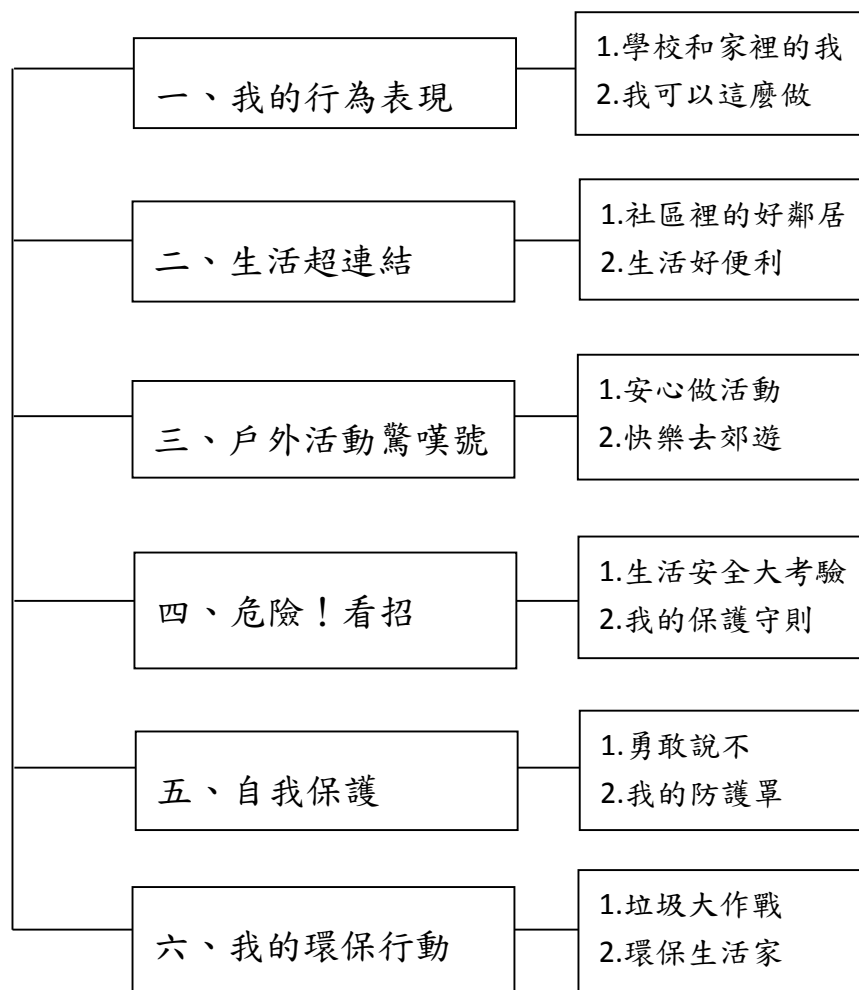 一、我的行為表現
1.學校和家裡的我
2.我可以這麼做
二、生活超連結
1.社區裡的好鄰居
2.生活好便利
三、戶外活動驚嘆號
1.安心做活動
2.快樂去郊遊
四、危險！看招
1.生活安全大考驗
2.我的保護守則
五、自我保護
1.勇敢說不
2.我的防護罩
六、我的環保行動
1.垃圾大作戰
2.環保生活家